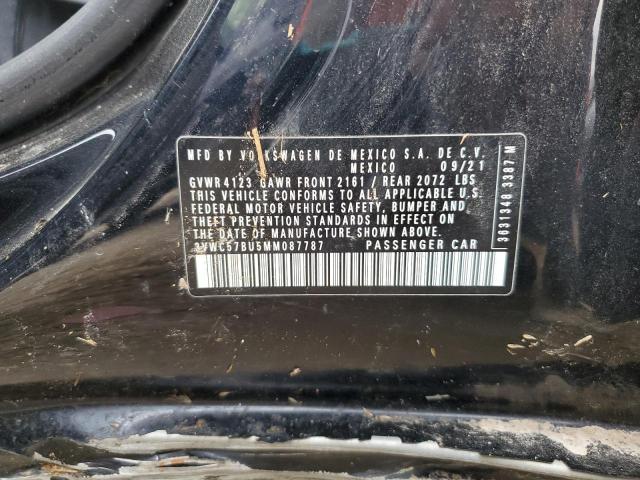 MFD BY VOLKSWAGEN DE MEXICO S.A. DE C.V.
MEXICO 09/21
GVWR 4123 GAWR FRONT 2161 / REAR 2072 LBS
THIS VEHICLE CONFORMS TO ALL APPLICABLE U.S.
FEDERAL MOTOR VEHICLE SAFETY, BUMPER AND
THEFT PREVENTION STANDARDS IN EFFECT ON
THE DATE OF MANUFACTURE SHOWN ABOVE.
3VWC57BU5MM087787 PASSENGER CAR
3631348 3387 M